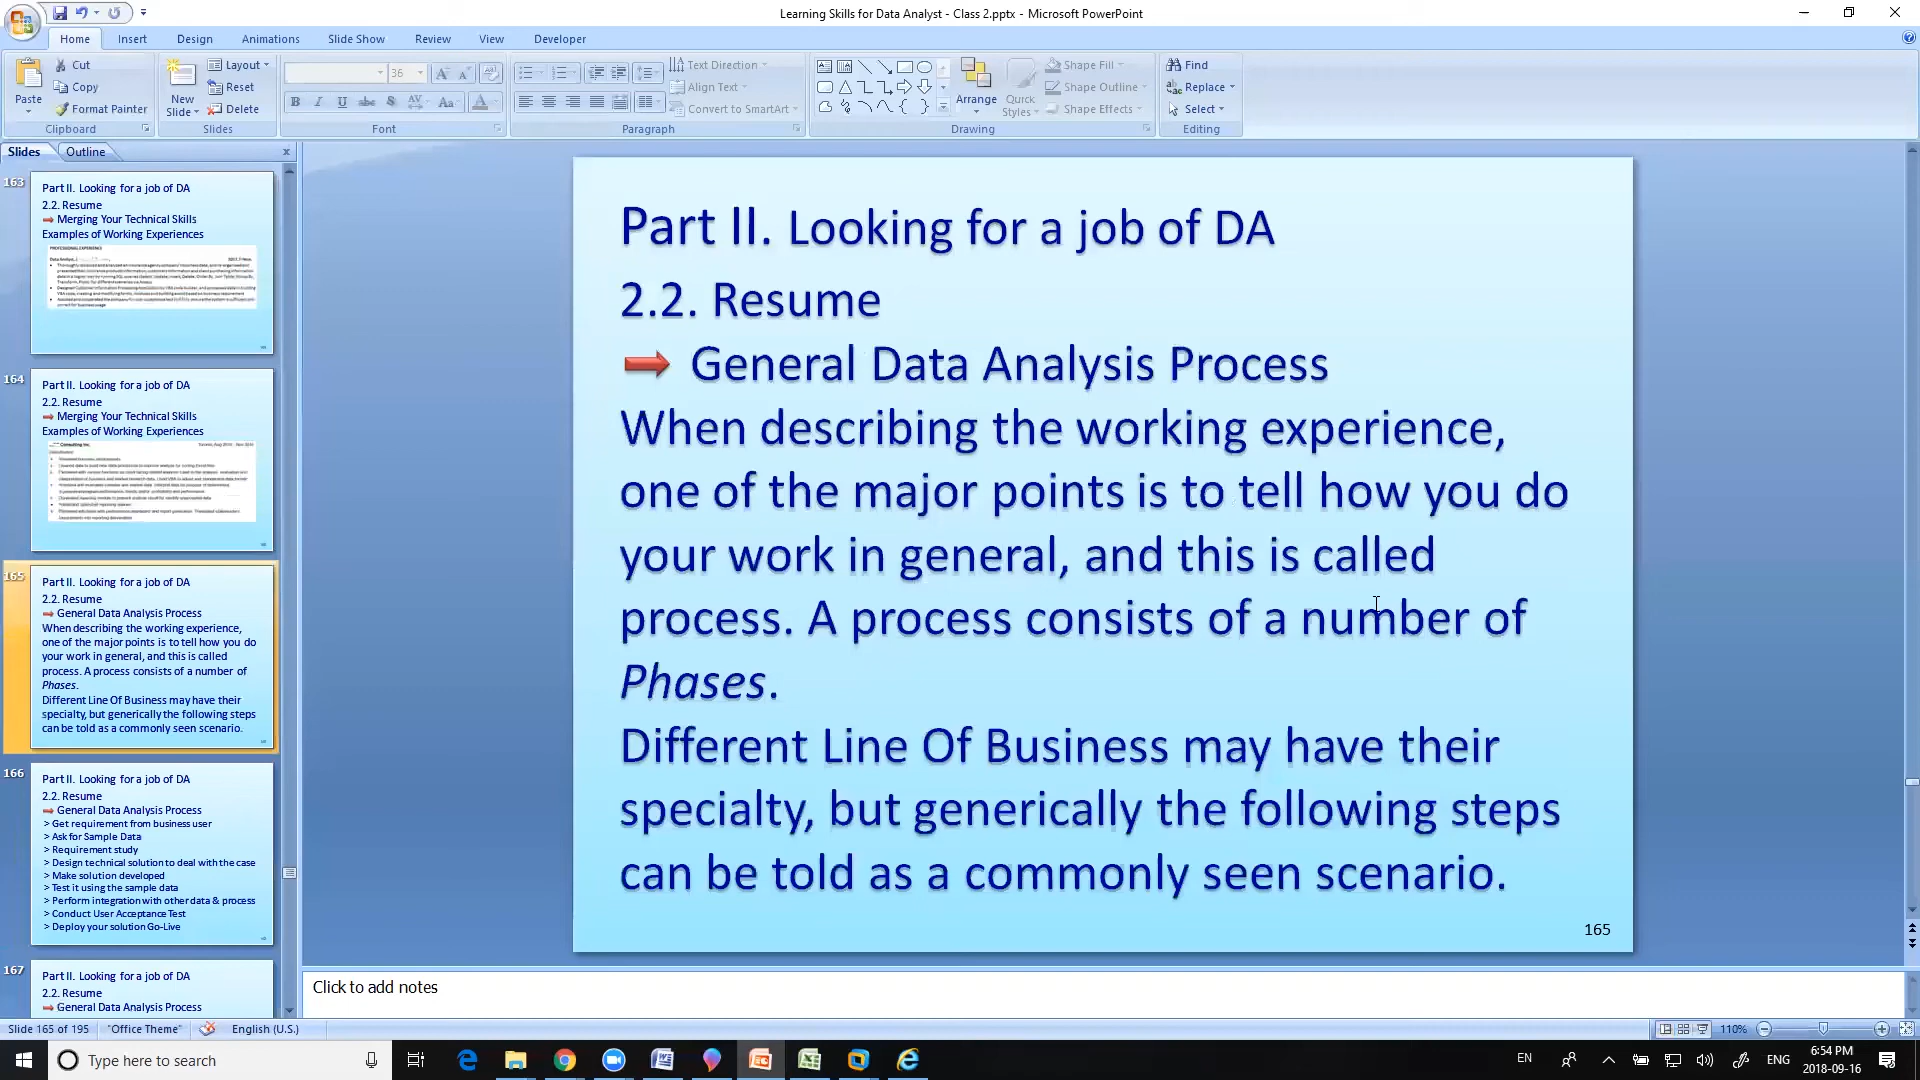 Learning Skills for Data Analyst - Class 2.pptx - Microsoft PowerPoint
Home Insert Design Animations Slide Show Review View Developer
Paste
Cut
Copy
Format Painter
Clipboard
New Slide
Layout
Reset
Delete
Slides
36
Font
Text Direction
Align Text
Convert to SmartArt
Paragraph
Arrange
Quick Styles
Shape Fill
Shape Outline
Shape Effects
Drawing
Find
Replace
Select
Editing
Slides Outline
163
Part II. Looking for a job of DA
2.2. Resume
Merging Your Technical Skills
Examples of Working Experiences
PROFESSIONAL EXPERIENCE
164
Part II. Looking for a job of DA
2.2. Resume
Merging Your Technical Skills
Examples of Working Experiences
Consulting Inc.
165
Part II. Looking for a job of DA
2.2. Resume
General Data Analysis Process
When describing the working experience,
one of the major points is to tell how you do
your work in general, and this is called
process. A process consists of a number of
Phases.
Different Line Of Business may have their
specialty, but generically the following steps
can be told as a commonly seen scenario.
166
Part II. Looking for a job of DA
2.2. Resume
General Data Analysis Process
> Get requirement from business user
> Ask for Sample Data
> Requirement study
> Design technical solution to deal with the case
> Make solution developed
> Test it using the sample data
> Perform integration with other data & process
> Conduct User Acceptance Test
> Deploy your solution Go-Live
167
Part II. Looking for a job of DA
2.2. Resume
General Data Analysis Process
Part II. Looking for a job of DA
2.2. Resume
General Data Analysis Process
When describing the working experience,
one of the major points is to tell how you do
your work in general, and this is called
process. A process consists of a number of
Phases.
Different Line Of Business may have their
specialty, but generically the following steps
can be told as a commonly seen scenario.
165
Click to add notes
Slide 165 of 195 "Office Theme" English (U.S.) 110%
Type here to search
EN ENG 6:54 PM
2018-09-16